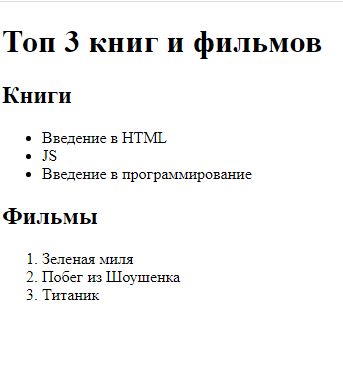 Топ 3 книг и фильмов
Книги
• Введение в HTML
• JS
• Введение в программирование
Фильмы
1. Зеленая миля
2. Побег из Шоушенка
3. Титаник